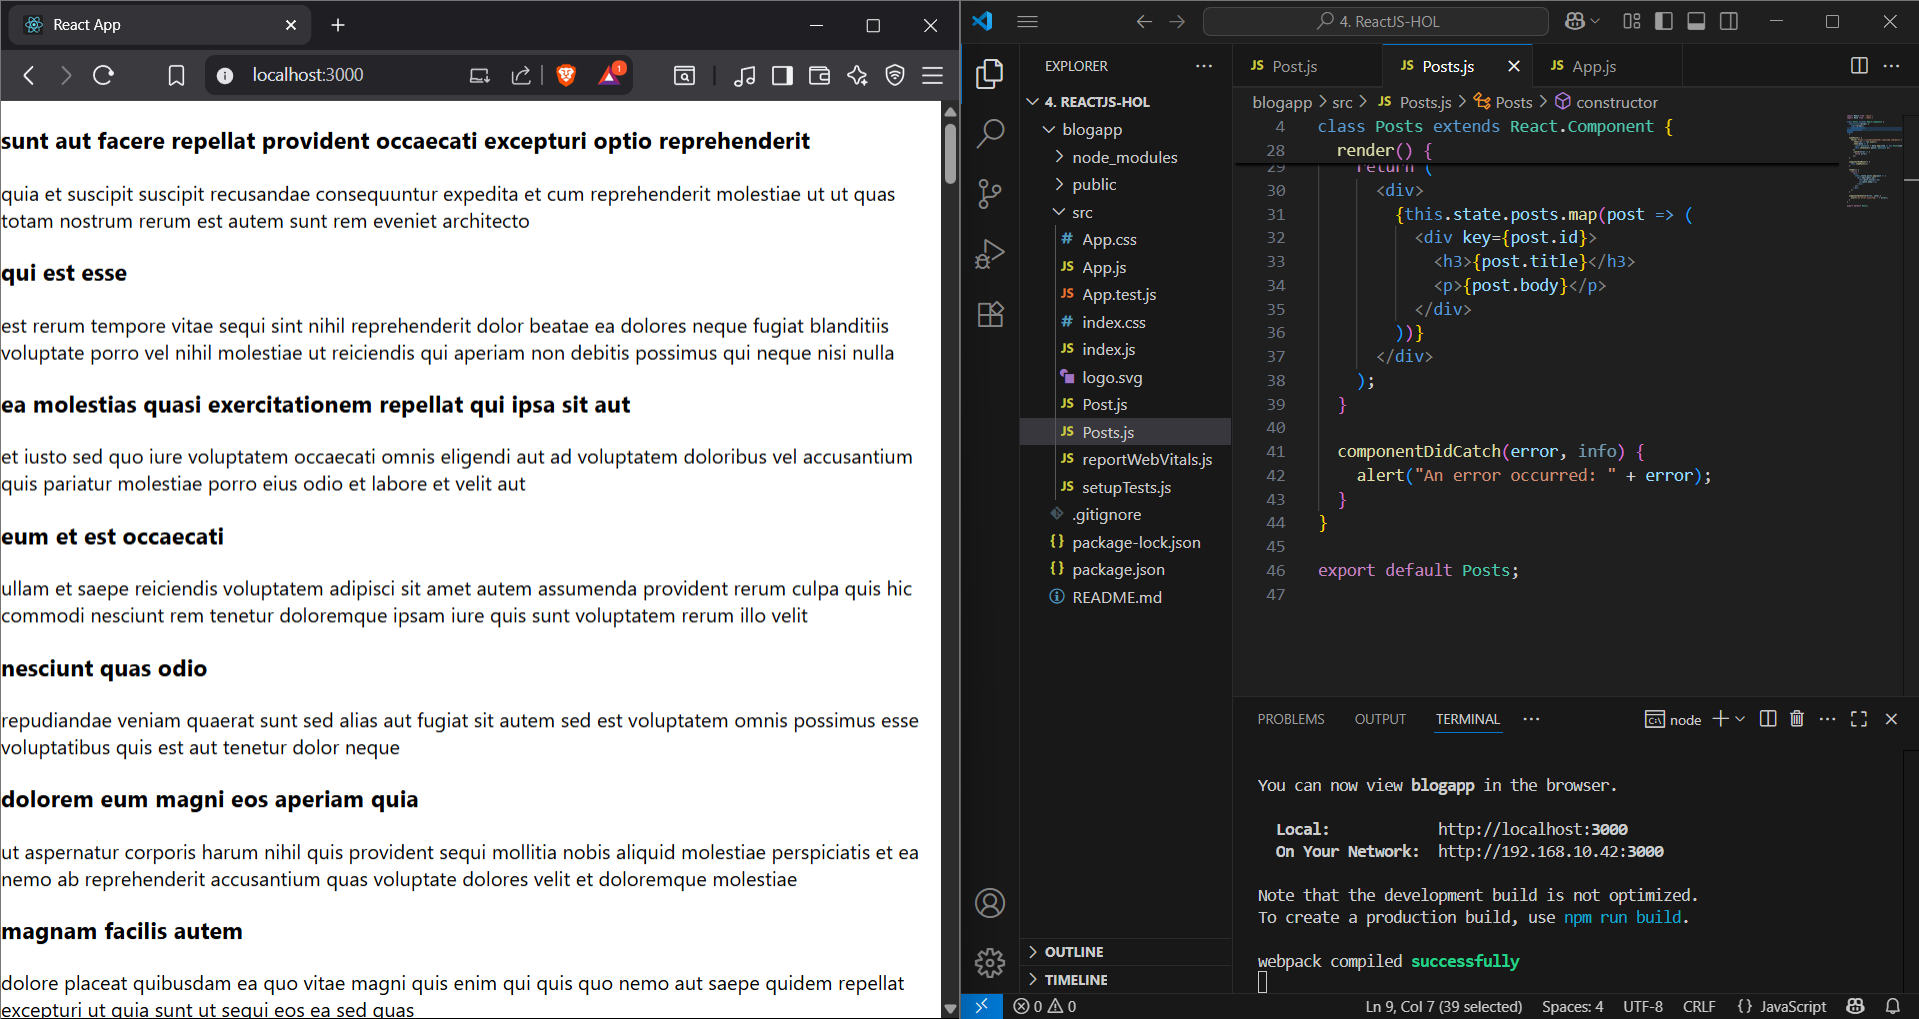 React App
localhost:3000
1
sunt aut facere repellat provident occaecati excepturi optio reprehenderit
quia et suscipit suscipit recusandae consequuntur expedita et cum reprehenderit molestiae ut ut quas
totam nostrum rerum est autem sunt rem eveniet architecto
qui est esse
est rerum tempore vitae sequi sint nihil reprehenderit dolor beatae ea dolores neque fugiat blanditiis
voluptate porro vel nihil molestiae ut reiciendis qui aperiam non debitis possimus qui neque nisi nulla
ea molestias quasi exercitationem repellat qui ipsa sit aut
et iusto sed quo iure voluptatem occaecati omnis eligendi aut ad voluptatem doloribus vel accusantium
quis pariatur molestiae porro eius odio et labore et velit aut
eum et est occaecati
ullam et saepe reiciendis voluptatem adipisci sit amet autem assumenda provident rerum culpa quis hic
commodi nesciunt rem tenetur doloremque ipsam iure quis sunt voluptatem rerum illo velit
nesciunt quas odio
repudiandae veniam quaerat sunt sed alias aut fugiat sit autem sed est voluptatem omnis possimus esse
voluptatibus quis est aut tenetur dolor neque
dolorem eum magni eos aperiam quia
ut aspernatur corporis harum nihil quis provident sequi mollitia nobis aliquid molestiae perspiciatis et ea
nemo ab reprehenderit accusantium quas voluptate dolores velit et doloremque molestiae
magnam facilis autem
dolore placeat quibusdam ea quo vitae magni quis enim qui quis quo nemo aut saepe quidem repellat
excepturi ut quia sunt ut sequi eos ea sed quas
4. ReactJS-HOL
EXPLORER
4. REACTJS-HOL
blogapp
node_modules
public
src
# App.css
JS App.js
JS App.test.js
# index.css
JS index.js
logo.svg
JS Post.js
JS Posts.js
JS reportWebVitals.js
JS setupTests.js
.gitignore
{} package-lock.json
{} package.json
README.md
OUTLINE
TIMELINE
JS Post.js
JS Posts.js
JS App.js
blogapp > src > JS Posts.js > Posts > constructor
4 class Posts extends React.Component {
28 render() {
29 return (
30 <div>
31 {this.state.posts.map(post => (
32 <div key={post.id}>
33 <h3>{post.title}</h3>
34 <p>{post.body}</p>
35 </div>
36 ))}
37 </div>
38 );
39 }
40
41 componentDidCatch(error, info) {
42 alert("An error occurred: " + error);
43 }
44 }
45
46 export default Posts;
47
PROBLEMS OUTPUT TERMINAL
node
You can now view blogapp in the browser.
Local: http://localhost:3000
On Your Network: http://192.168.10.42:3000
Note that the development build is not optimized.
To create a production build, use npm run build.
webpack compiled successfully
0 0
Ln 9, Col 7 (39 selected) Spaces: 4 UTF-8 CRLF {} JavaScript